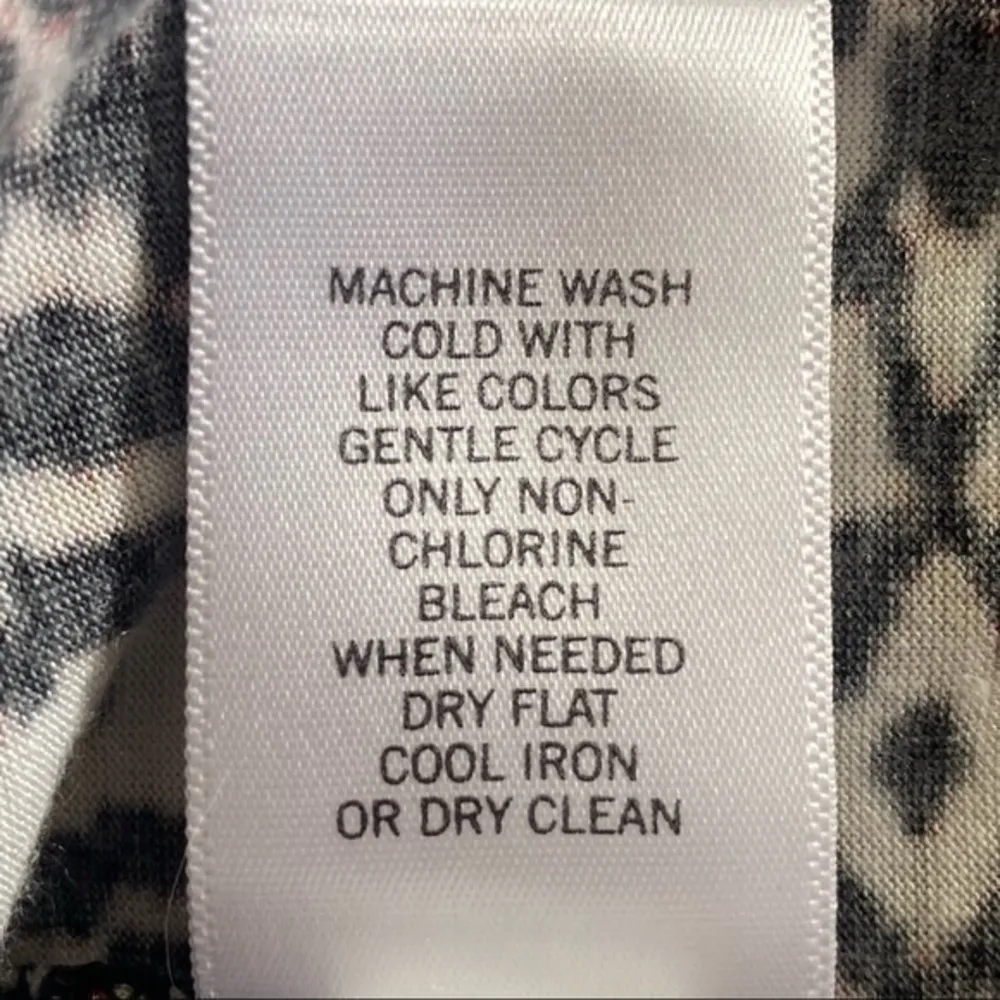 MACHINE WASH
COLD WITH
LIKE COLORS
GENTLE CYCLE
ONLY NON-
CHLORINE
BLEACH
WHEN NEEDED
DRY FLAT
COOL IRON
OR DRY CLEAN